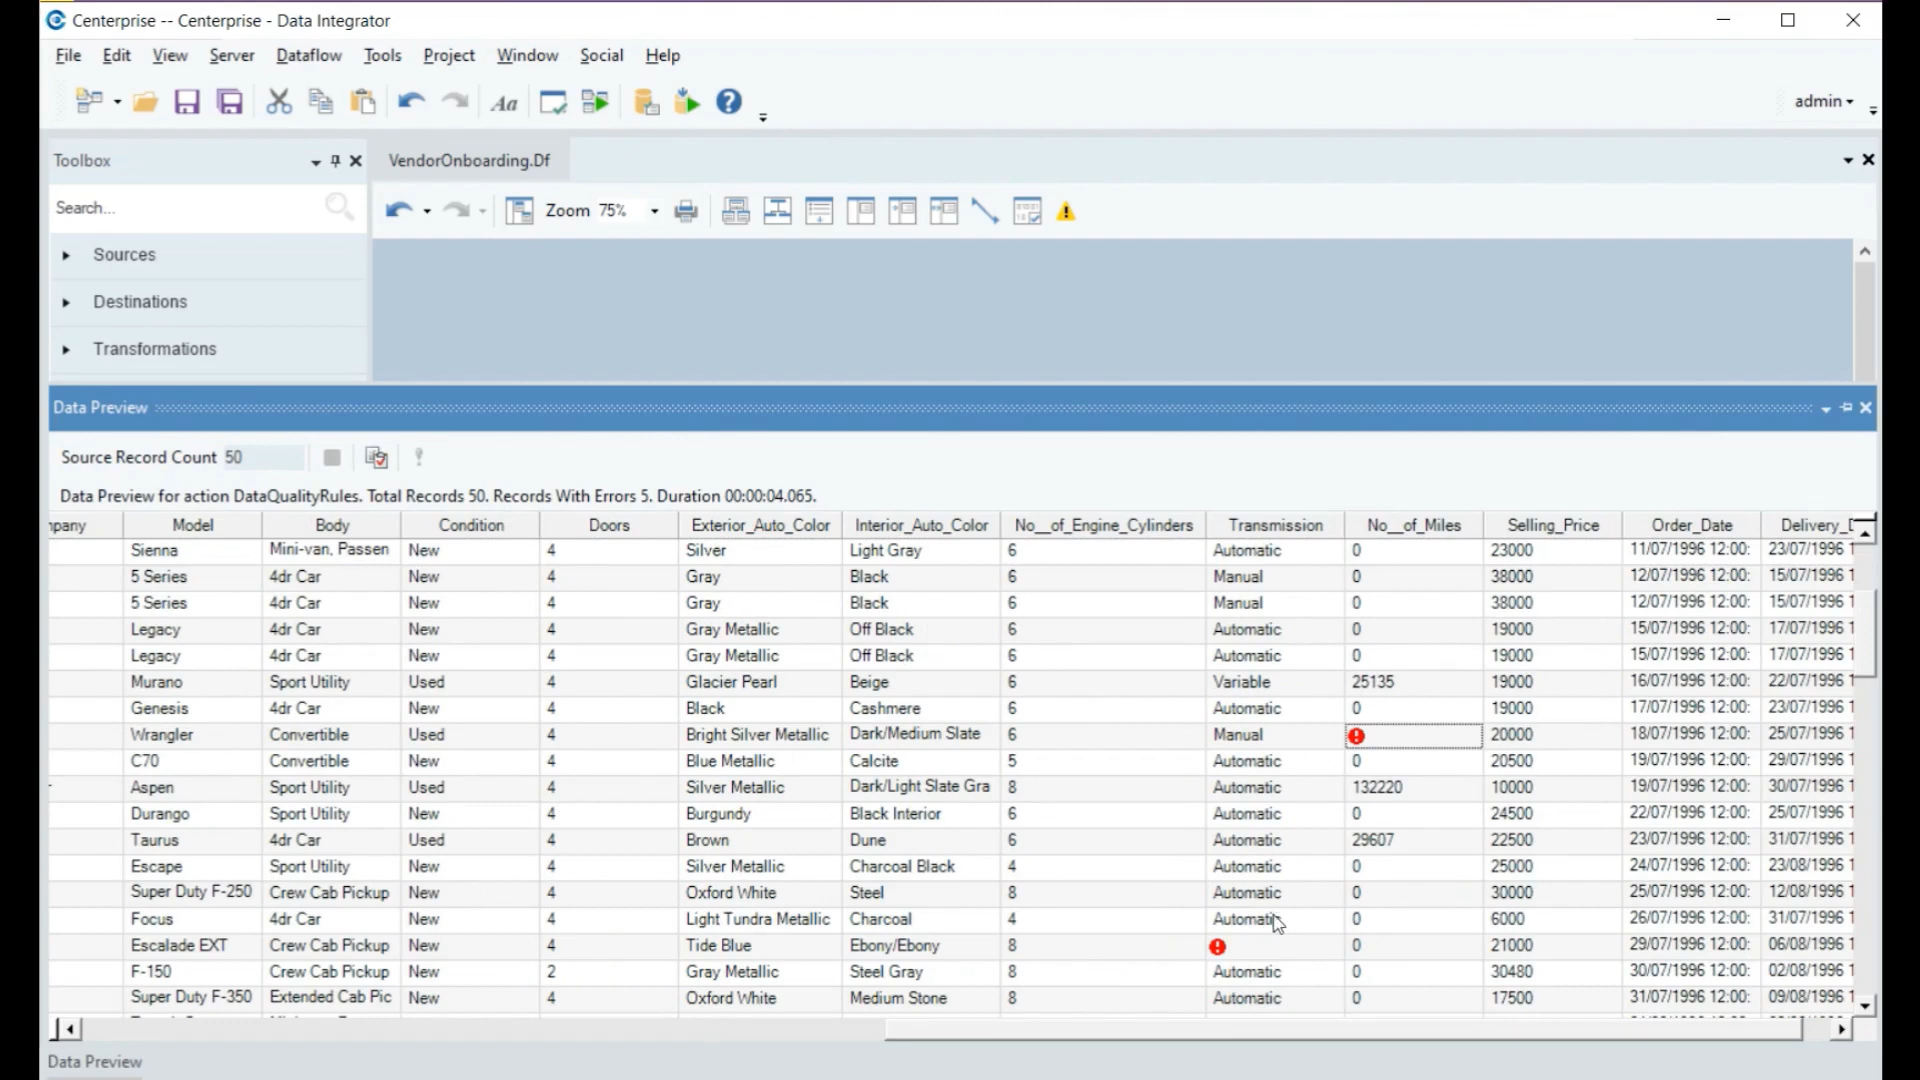 Centerprise -- Centerprise - Data Integrator
File Edit View Server Dataflow Tools Project Window Social Help
Aa admin
Toolbox VendorOnboarding.Df
Search... Zoom 75%
Sources
Destinations
Transformations
Data Preview
Source Record Count 50
Data Preview for action DataQualityRules. Total Records 50. Records With Errors 5. Duration 00:00:04.065.
Model Body Condition Doors Exterior_Auto_Color Interior_Auto_Color No__of_Engine_Cylinders Transmission No__of_Miles Selling_Price Order_Date
Sienna Mini-van, Passen New 4 Silver Light Gray 6 Automatic 0 23000 11/07/1996 12:00: 23/07/1996 1
5 Series 4dr Car New 4 Gray Black 6 Manual 0 38000 12/07/1996 12:00: 15/07/1996 1
5 Series 4dr Car New 4 Gray Black 6 Manual 0 38000 12/07/1996 12:00: 15/07/1996 1
Legacy 4dr Car New 4 Gray Metallic Off Black 6 Automatic 0 19000 15/07/1996 12:00: 17/07/1996 1
Legacy 4dr Car New 4 Gray Metallic Off Black 6 Automatic 0 19000 15/07/1996 12:00: 17/07/1996 1
Murano Sport Utility Used 4 Glacier Pearl Beige 6 Variable 25135 19000 16/07/1996 12:00: 22/07/1996 1
Genesis 4dr Car New 4 Black Cashmere 6 Automatic 0 19000 17/07/1996 12:00: 23/07/1996 1
Wrangler Convertible Used 4 Bright Silver Metallic Dark/Medium Slate 6 Manual 20000 18/07/1996 12:00: 25/07/1996 1
C70 Convertible New 4 Blue Metallic Calcite 5 Automatic 0 20500 19/07/1996 12:00: 29/07/1996 1
Aspen Sport Utility Used 4 Silver Metallic Dark/Light Slate Gra 8 Automatic 132220 10000 19/07/1996 12:00: 30/07/1996 1
Durango Sport Utility New 4 Burgundy Black Interior 6 Automatic 0 24500 22/07/1996 12:00: 25/07/1996 1
Taurus 4dr Car Used 4 Brown Dune 6 Automatic 29607 22500 23/07/1996 12:00: 31/07/1996 1
Escape Sport Utility New 4 Silver Metallic Charcoal Black 4 Automatic 0 25000 24/07/1996 12:00: 23/08/1996 1
Super Duty F-250 Crew Cab Pickup New 4 Oxford White Steel 8 Automatic 0 30000 25/07/1996 12:00: 12/08/1996 1
Focus 4dr Car New 4 Light Tundra Metallic Charcoal 4 Automatic 0 6000 26/07/1996 12:00: 31/07/1996 1
Escalade EXT Crew Cab Pickup New 4 Tide Blue Ebony/Ebony 8 0 21000 29/07/1996 12:00: 06/08/1996 1
F-150 Crew Cab Pickup New 2 Gray Metallic Steel Gray 8 Automatic 0 30480 30/07/1996 12:00: 02/08/1996 1
Super Duty F-350 Extended Cab Pic New 4 Oxford White Medium Stone 8 Automatic 0 17500 31/07/1996 12:00: 09/08/1996 1
Data Preview